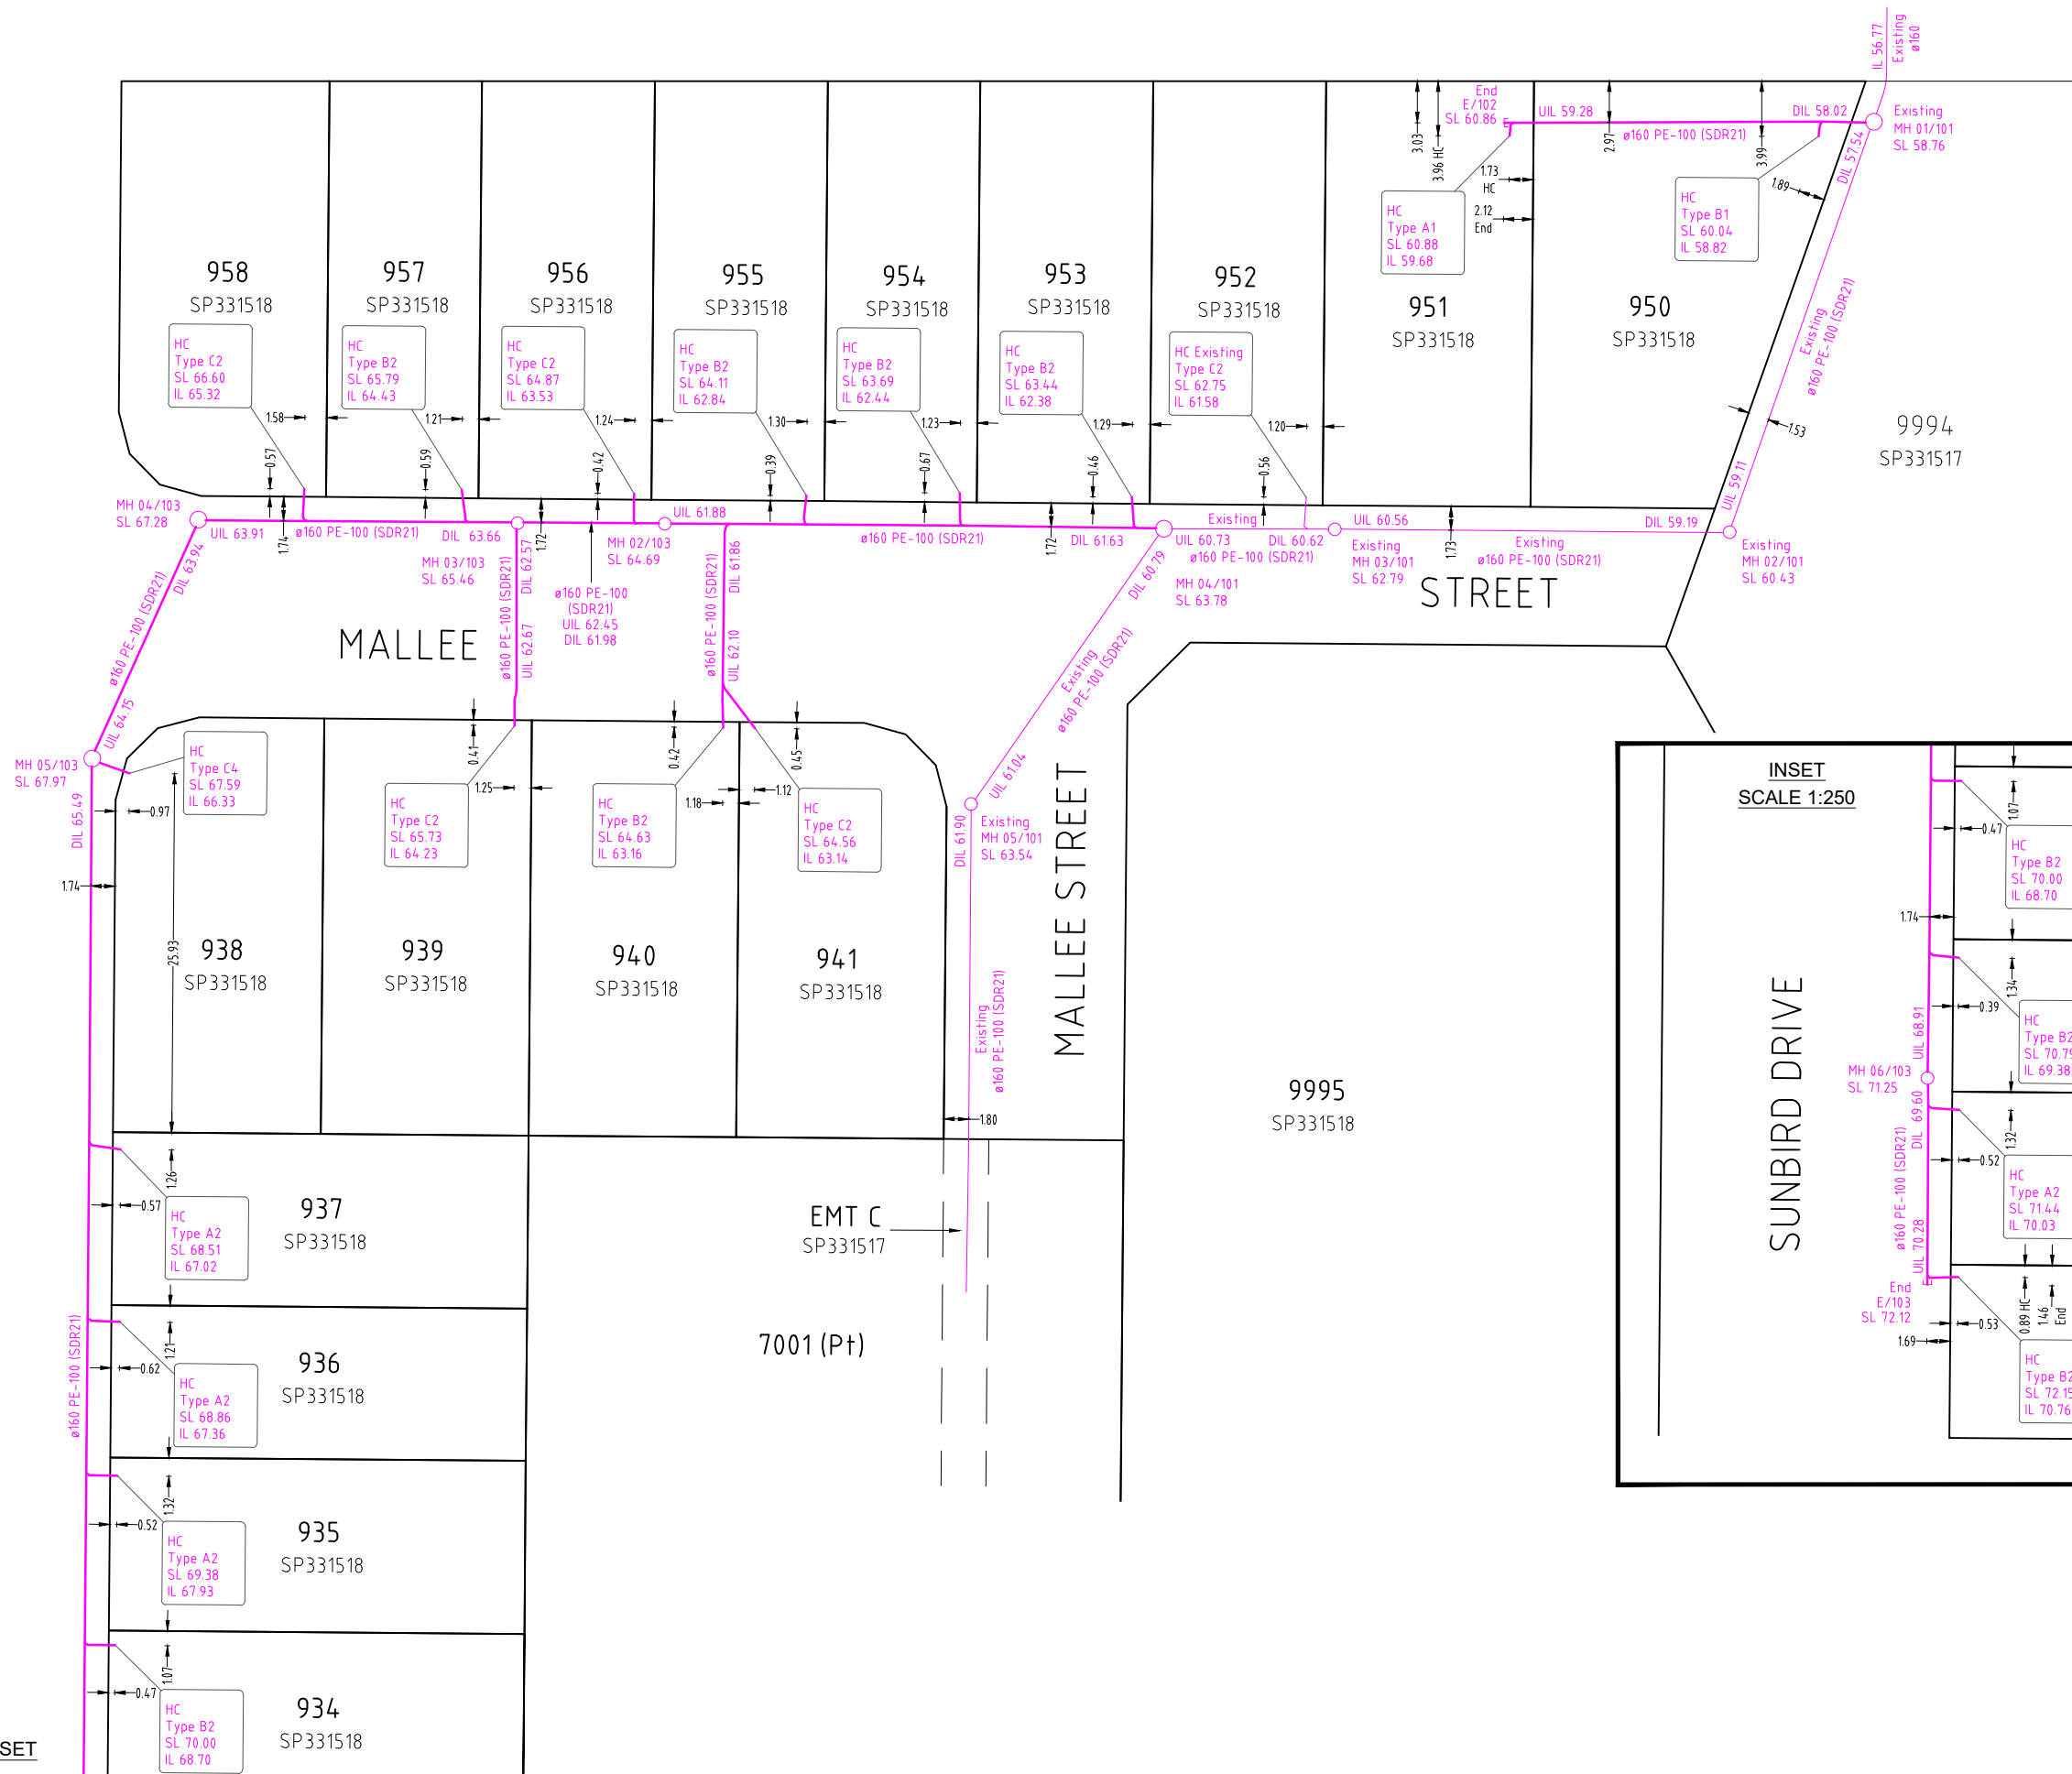 IL 56.77
Existing
ø160
End
E/102
SL 60.86
UIL 59.28
DIL 58.02
ø160 PE-100 (SDR21)
Existing
MH 01/101
SL 58.76
3.03
3.96 HC
2.97
3.99
DIL 57.54
1.73
HC
2.12
End
1.89
HC
Type A1
SL 60.88
IL 59.68
HC
Type B1
SL 60.04
IL 58.82
958
SP331518
957
SP331518
956
SP331518
955
SP331518
954
SP331518
953
SP331518
952
SP331518
951
SP331518
950
SP331518
Existing
ø160 PE-100 (SDR21)
9994
SP331517
HC
Type C2
SL 66.60
IL 65.32
HC
Type B2
SL 65.79
IL 64.43
HC
Type C2
SL 64.87
IL 63.53
HC
Type B2
SL 64.11
IL 62.84
HC
Type B2
SL 63.69
IL 62.44
HC
Type B2
SL 63.44
IL 62.38
HC Existing
Type C2
SL 62.75
IL 61.58
1.58
1.21
1.24
1.30
1.23
1.29
1.20
1.53
0.57
0.59
0.42
0.39
0.67
0.46
0.56
UIL 59.11
MH 04/103
SL 67.28
UIL 63.91
1.74
ø160 PE-100 (SDR21)
DIL 63.66
MH 03/103
SL 65.46
1.72
UIL 61.88
MH 02/103
SL 64.69
ø160 PE-100 (SDR21)
1.72
DIL 61.63
Existing
UIL 60.73
DIL 60.62
ø160 PE-100 (SDR21)
MH 04/101
SL 63.78
UIL 60.56
Existing
MH 03/101
SL 62.79
1.73
Existing
ø160 PE-100 (SDR21)
DIL 59.19
Existing
MH 02/101
SL 60.43
DIL 63.94
ø160 PE-100 (SDR21)
UIL 64.15
DIL 62.57
ø160 PE-100 (SDR21)
UIL 62.67
ø160 PE-100
(SDR21)
UIL 62.45
DIL 61.98
DIL 61.86
ø160 PE-100 (SDR21)
UIL 62.10
DIL 60.79
Existing
ø160 PE-100 (SDR21)
UIL 61.04
MALLEE
STREET
MH 05/103
SL 67.97
HC
Type C4
SL 67.59
IL 66.33
0.41
0.42
0.45
0.97
DIL 65.49
1.25
1.18
1.12
HC
Type C2
SL 65.73
IL 64.23
HC
Type B2
SL 64.63
IL 63.16
HC
Type C2
SL 64.56
IL 63.14
DIL 61.90
Existing
MH 05/101
SL 63.54
MALLEE STREET
1.74
25.93
938
SP331518
939
SP331518
940
SP331518
941
SP331518
Existing
ø160 PE-100 (SDR21)
1.80
9995
SP331518
1.26
0.57
HC
Type A2
SL 68.51
IL 67.02
937
SP331518
EMT C
SP331517
7001 (Pt)
ø160 PE-100 (SDR21)
1.21
0.62
HC
Type A2
SL 68.86
IL 67.36
936
SP331518
1.32
0.52
HC
Type A2
SL 69.38
IL 67.93
935
SP331518
1.07
0.47
HC
Type B2
SL 70.00
IL 68.70
934
SP331518
SET
INSET
SCALE 1:250
1.07
0.47
HC
Type B2
SL 70.00
IL 68.70
1.74
SUNBIRD DRIVE
1.34
0.39
HC
Type B2
SL 70.79
IL 69.38
UIL 68.91
MH 06/103
SL 71.25
DIL 69.60
ø160 PE-100 (SDR21)
UIL 70.28
1.32
0.52
HC
Type A2
SL 71.44
IL 70.03
End
E/103
SL 72.12
0.89 HC
1.46
End
0.53
1.69
HC
Type B2
SL 72.15
IL 70.76